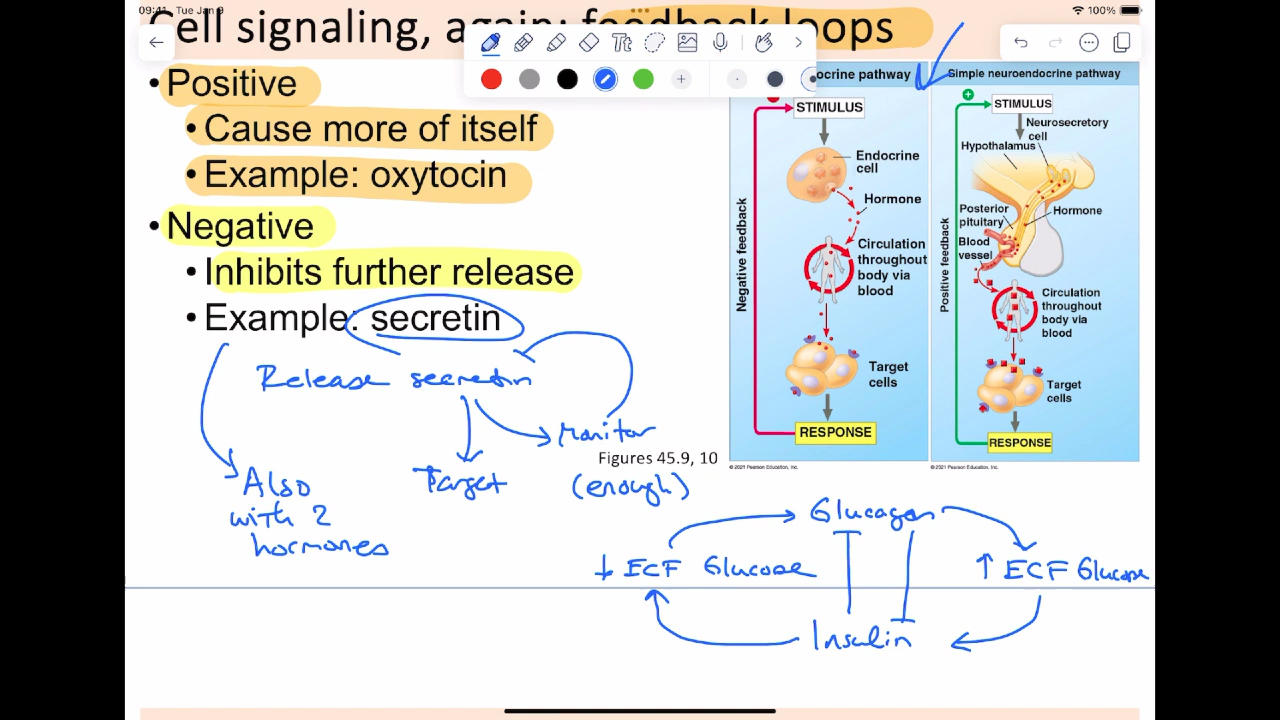 09:41 Tue Jan 9
100%
Cell signaling, again: feedback loops
Tt
• Positive
• Cause more of itself
• Example: oxytocin
• Negative
• Inhibits further release
• Example: secretin
Release secretin
Monitor
(enough)
Target
Also
with 2
hormones
Figures 45.9, 10
ocrine pathway
STIMULUS
Endocrine
cell
Hormone
Negative feedback
Circulation
throughout
body via
blood
Target
cells
RESPONSE
© 2021 Pearson Education, Inc.
Simple neuroendocrine pathway
+
STIMULUS
Neurosecretory
cell
Hypothalamus
Posterior
pituitary
Hormone
Blood
vessel
Positive feedback
Circulation
throughout
body via
blood
Target
cells
RESPONSE
© 2021 Pearson Education, Inc.
Glucagon
↓ ECF Glucose
↑ ECF Glucose
Insulin